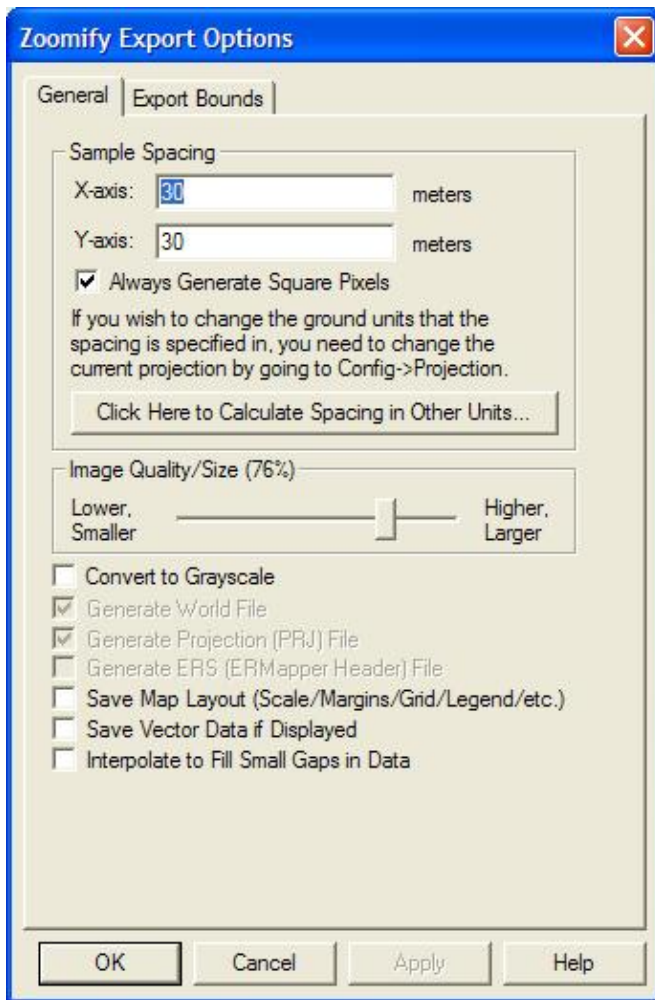 Zoomify Export Options
General
Export Bounds
Sample Spacing
X-axis: 30 meters
Y-axis: 30 meters
Always Generate Square Pixels
If you wish to change the ground units that the
spacing is specified in, you need to change the
current projection by going to Config->Projection.
Click Here to Calculate Spacing in Other Units...
Image Quality/Size (76%)
Lower,
Smaller
Higher,
Larger
Convert to Grayscale
Generate World File
Generate Projection (PRJ) File
Generate ERS (ERMapper Header) File
Save Map Layout (Scale/Margins/Grid/Legend/etc.)
Save Vector Data if Displayed
Interpolate to Fill Small Gaps in Data
OK
Cancel
Apply
Help